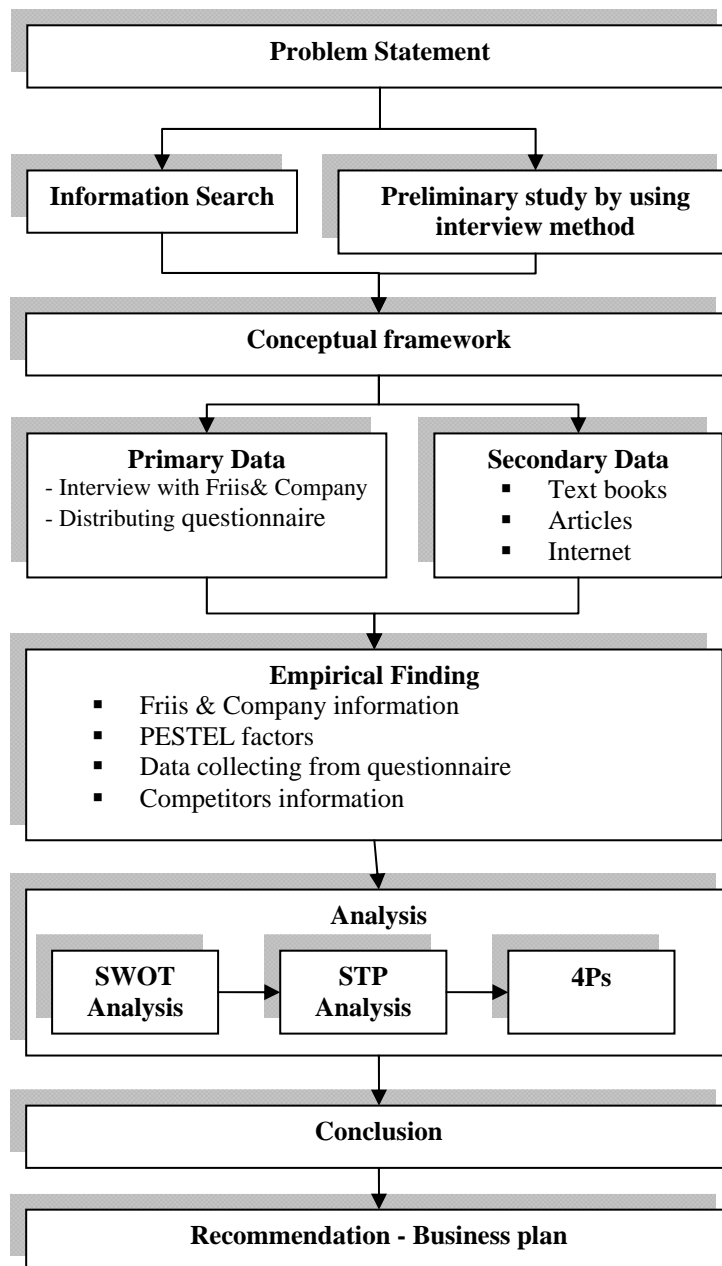 Problem Statement
Information Search
Preliminary study by using
interview method
Conceptual framework
Primary Data
- Interview with Friis& Company
- Distributing questionnaire
Secondary Data
▪ Text books
▪ Articles
▪ Internet
Empirical Finding
▪ Friis & Company information
▪ PESTEL factors
▪ Data collecting from questionnaire
▪ Competitors information
Analysis
SWOT
Analysis
STP
Analysis
4Ps
Conclusion
Recommendation - Business plan